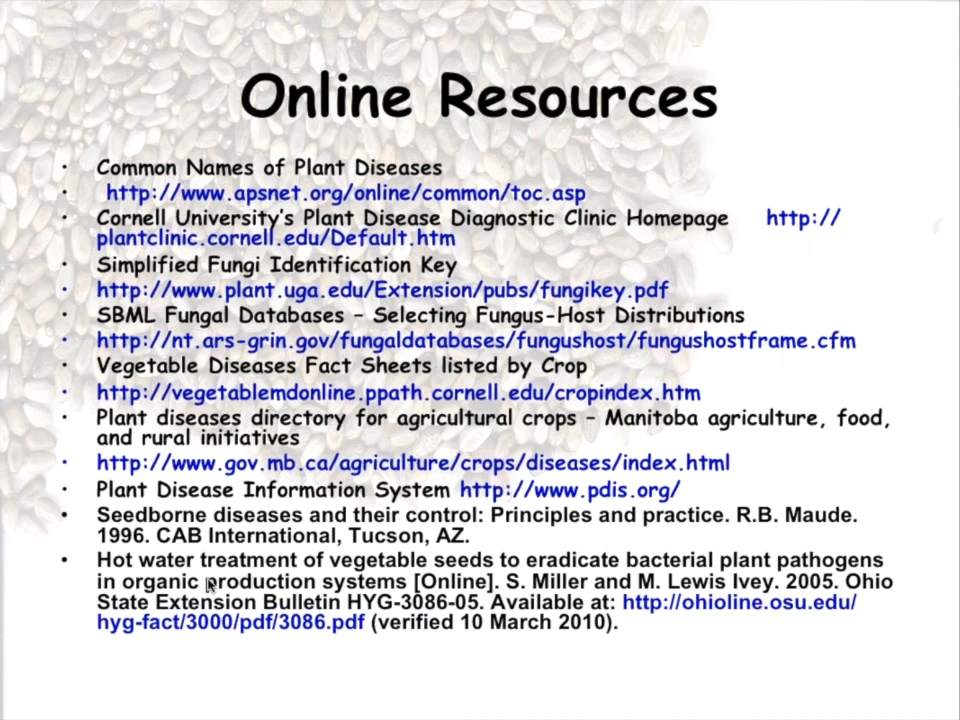 Online Resources
• Common Names of Plant Diseases
• http://www.apsnet.org/online/common/toc.asp
• Cornell University's Plant Disease Diagnostic Clinic Homepage http://
plantclinic.cornell.edu/Default.htm
• Simplified Fungi Identification Key
• http://www.plant.uga.edu/Extension/pubs/fungikey.pdf
• SBML Fungal Databases – Selecting Fungus-Host Distributions
• http://nt.ars-grin.gov/fungaldatabases/fungushost/fungushostframe.cfm
• Vegetable Diseases Fact Sheets listed by Crop
• http://vegetablemdonline.ppath.cornell.edu/cropindex.htm
• Plant diseases directory for agricultural crops – Manitoba agriculture, food,
and rural initiatives
• http://www.gov.mb.ca/agriculture/crops/diseases/index.html
• Plant Disease Information System http://www.pdis.org/
• Seedborne diseases and their control: Principles and practice. R.B. Maude.
1996. CAB International, Tucson, AZ.
• Hot water treatment of vegetable seeds to eradicate bacterial plant pathogens
in organic production systems [Online]. S. Miller and M. Lewis Ivey. 2005. Ohio
State Extension Bulletin HYG-3086-05. Available at: http://ohioline.osu.edu/
hyg-fact/3000/pdf/3086.pdf (verified 10 March 2010).